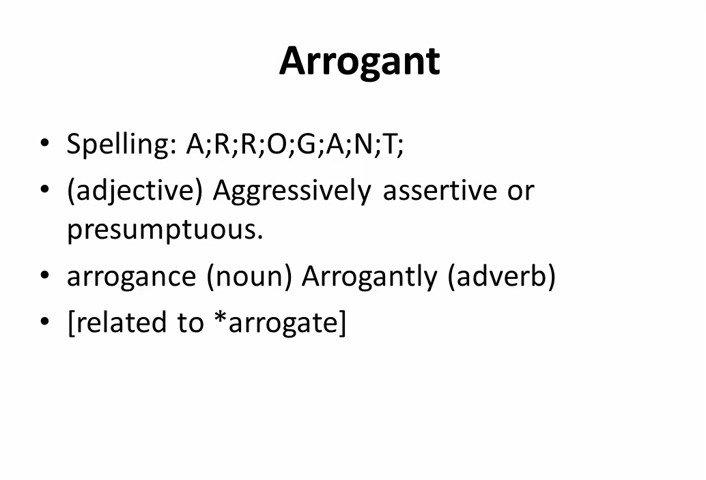 Arrogant
• Spelling: A;R;R;O;G;A;N;T;
• (adjective) Aggressively assertive or
presumptuous.
• arrogance (noun) Arrogantly (adverb)
• [related to *arrogate]